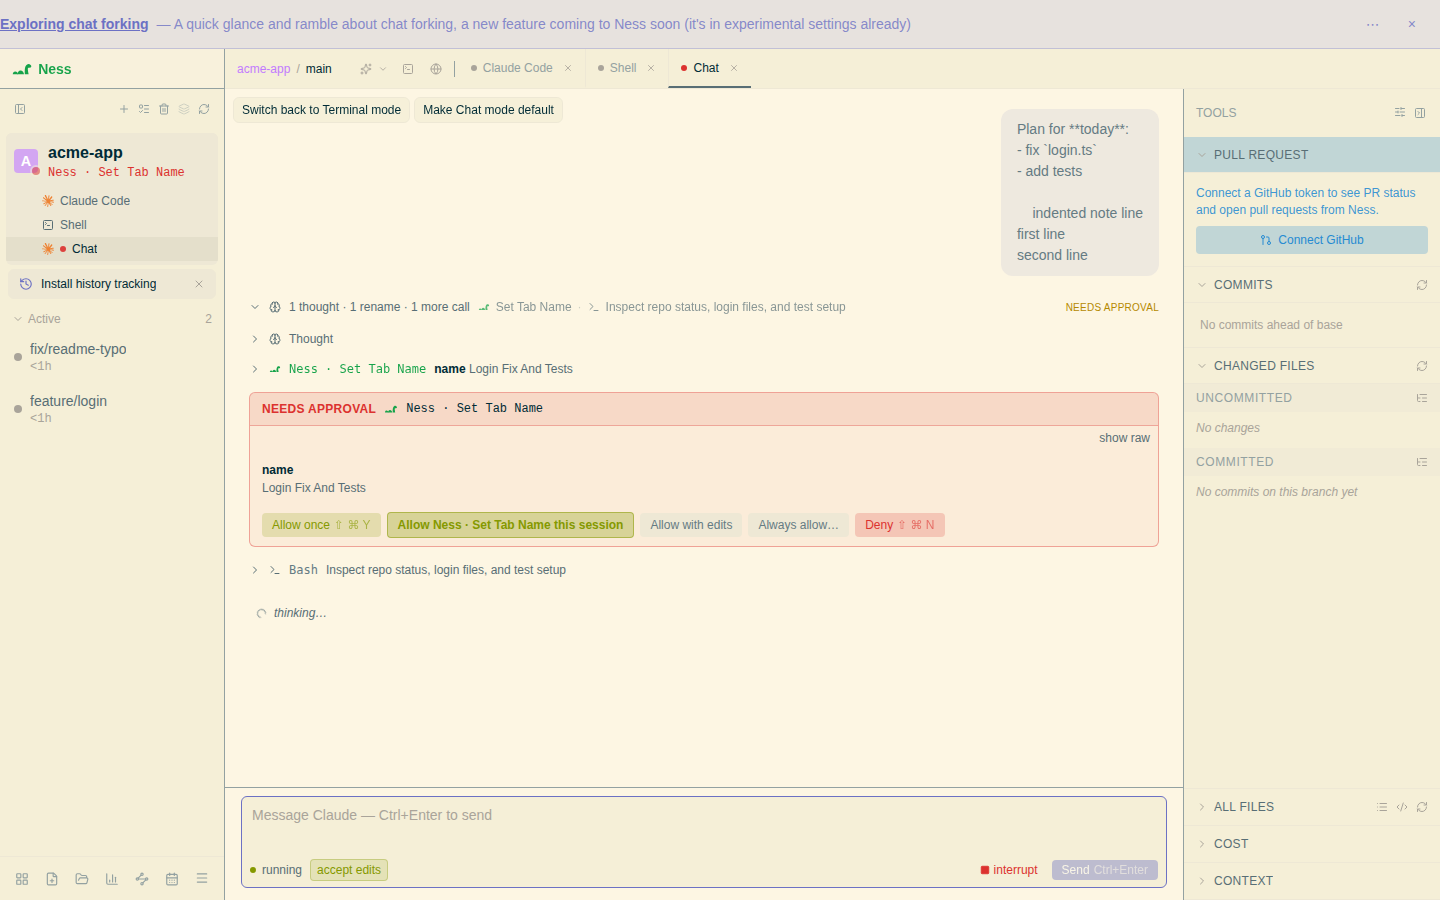 Exploring chat forking — A quick glance and ramble about chat forking, a new feature coming to Ness soon (it's in experimental settings already)
Ness
acme-app / main
Claude Code
Shell
Chat
A
acme-app
Ness · Set Tab Name
Claude Code
Shell
Chat
Install history tracking
Active 2
fix/readme-typo
<1h
feature/login
<1h
Switch back to Terminal mode
Make Chat mode default
Plan for **today**:
- fix `login.ts`
- add tests
indented note line
first line
second line
1 thought · 1 rename · 1 more call Set Tab Name · Inspect repo status, login files, and test setup NEEDS APPROVAL
Thought
Ness · Set Tab Name name Login Fix And Tests
NEEDS APPROVAL Ness · Set Tab Name
show raw
name
Login Fix And Tests
Allow once ⇧ ⌘ Y
Allow Ness · Set Tab Name this session
Allow with edits
Always allow…
Deny ⇧ ⌘ N
Bash Inspect repo status, login files, and test setup
thinking…
Message Claude — Ctrl+Enter to send
running accept edits interrupt Send Ctrl+Enter
TOOLS
PULL REQUEST
Connect a GitHub token to see PR status
and open pull requests from Ness.
Connect GitHub
COMMITS
No commits ahead of base
CHANGED FILES
UNCOMMITTED
No changes
COMMITTED
No commits on this branch yet
ALL FILES
COST
CONTEXT